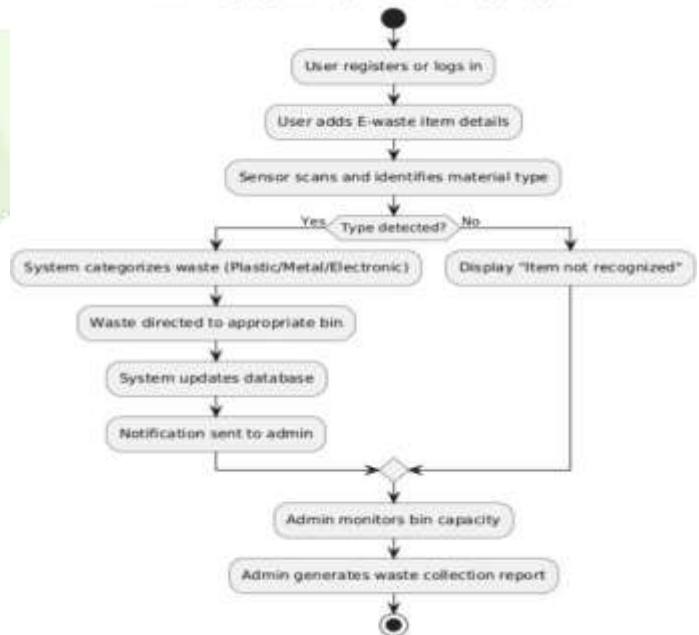 User registers or logs in
User adds E-waste item details
Sensor scans and identifies material type
Yes
Type detected?
No
System categorizes waste (Plastic/Metal/Electronic)
Display "Item not recognized"
Waste directed to appropriate bin
System updates database
Notification sent to admin
Admin monitors bin capacity
Admin generates waste collection report